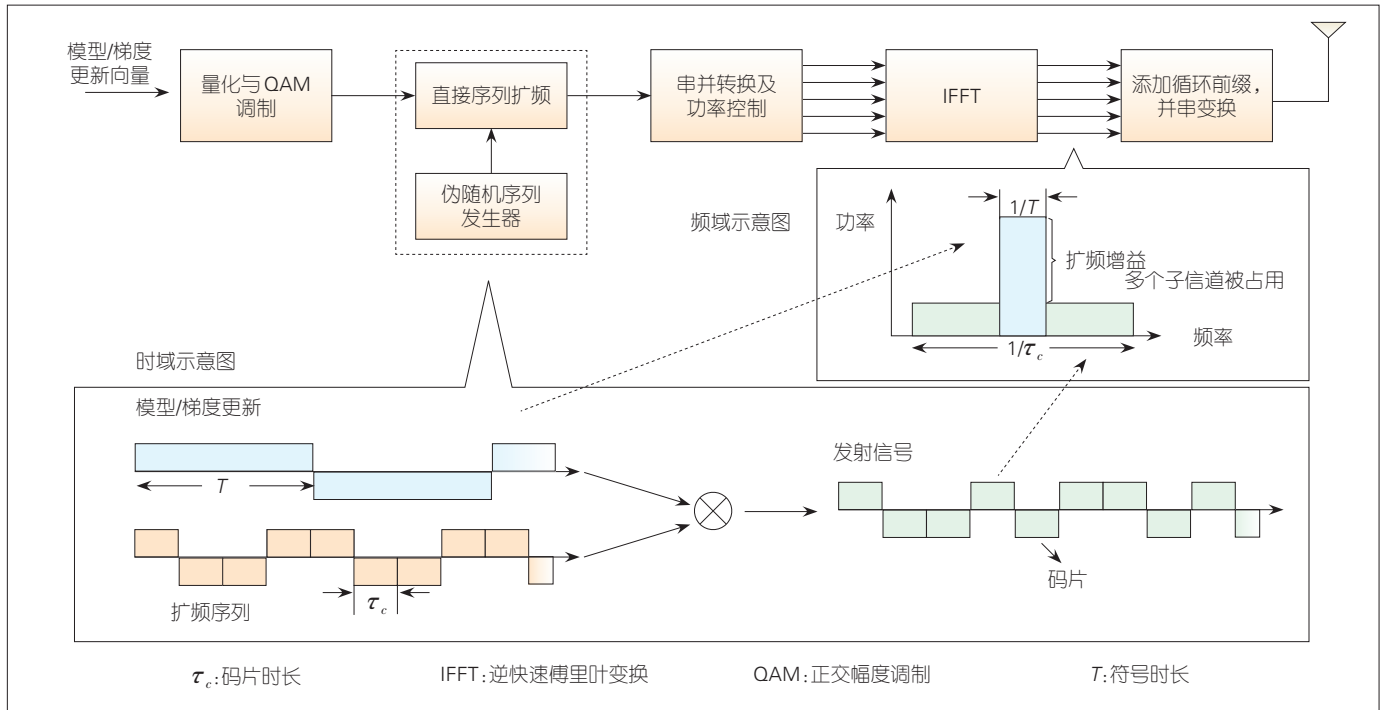 模型/梯度
更新向量
量化与QAM
调制
直接序列扩频
伪随机序列
发生器
串并转换及
功率控制
IFFT
添加循环前缀,
并串变换
频域示意图
功率
1/T
扩频增益
多个子信道被占用
频率
1/τc
时域示意图
模型/梯度更新
T
扩频序列
τc
发射信号
码片
τc:码片时长
IFFT:逆快速傅里叶变换
QAM:正交幅度调制
T:符号时长